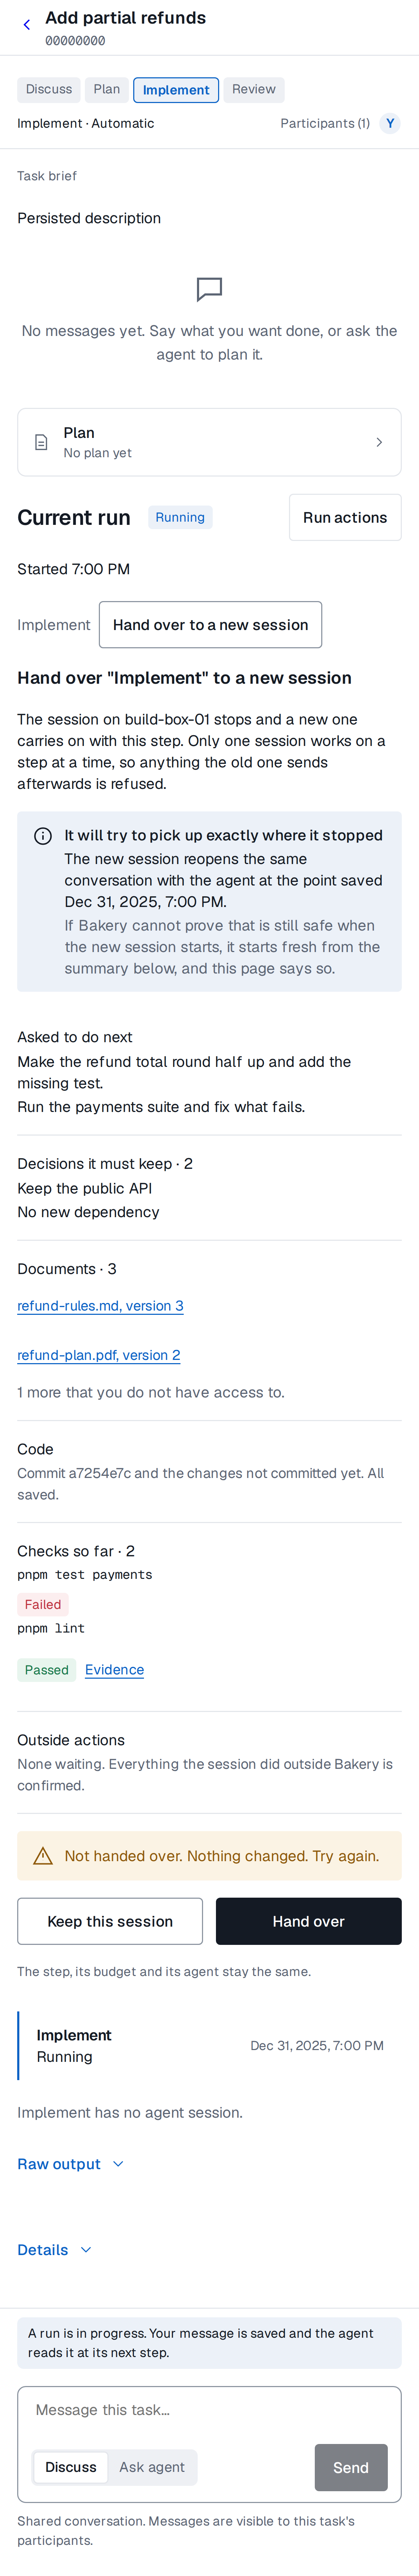 Add partial refunds
00000000
Discuss
Plan
Implement
Review
Implement · Automatic
Participants (1)
Y
Task brief
Persisted description
No messages yet. Say what you want done, or ask the
agent to plan it.
Plan
No plan yet
Current run
Running
Run actions
Started 7:00 PM
Implement
Hand over to a new session
Hand over "Implement" to a new session
The session on build-box-01 stops and a new one
carries on with this step. Only one session works on a
step at a time, so anything the old one sends
afterwards is refused.
It will try to pick up exactly where it stopped
The new session reopens the same
conversation with the agent at the point saved
Dec 31, 2025, 7:00 PM.
If Bakery cannot prove that is still safe when
the new session starts, it starts fresh from the
summary below, and this page says so.
Asked to do next
Make the refund total round half up and add the
missing test.
Run the payments suite and fix what fails.
Decisions it must keep · 2
Keep the public API
No new dependency
Documents · 3
refund-rules.md, version 3
refund-plan.pdf, version 2
1 more that you do not have access to.
Code
Commit a7254e7c and the changes not committed yet. All
saved.
Checks so far · 2
pnpm test payments
Failed
pnpm lint
Passed
Evidence
Outside actions
None waiting. Everything the session did outside Bakery is
confirmed.
Not handed over. Nothing changed. Try again.
Keep this session
Hand over
The step, its budget and its agent stay the same.
Implement
Running
Dec 31, 2025, 7:00 PM
Implement has no agent session.
Raw output
Details
A run is in progress. Your message is saved and the agent
reads it at its next step.
Message this task...
Discuss
Ask agent
Send
Shared conversation. Messages are visible to this task's
participants.